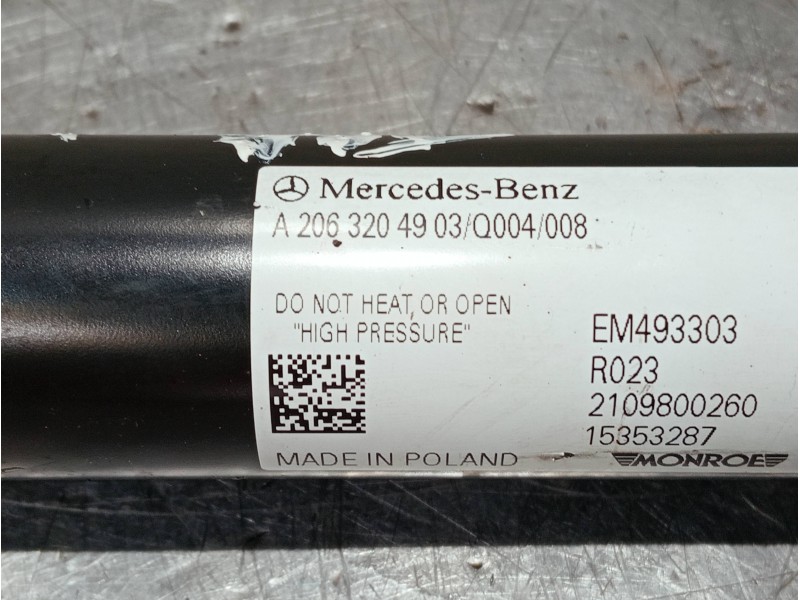 Mercedes-Benz
A 206 320 49 03/Q004/008
DO NOT HEAT, OR OPEN
"HIGH PRESSURE"
EM493303
R023
2109800260
15353287
MADE IN POLAND
MONROE